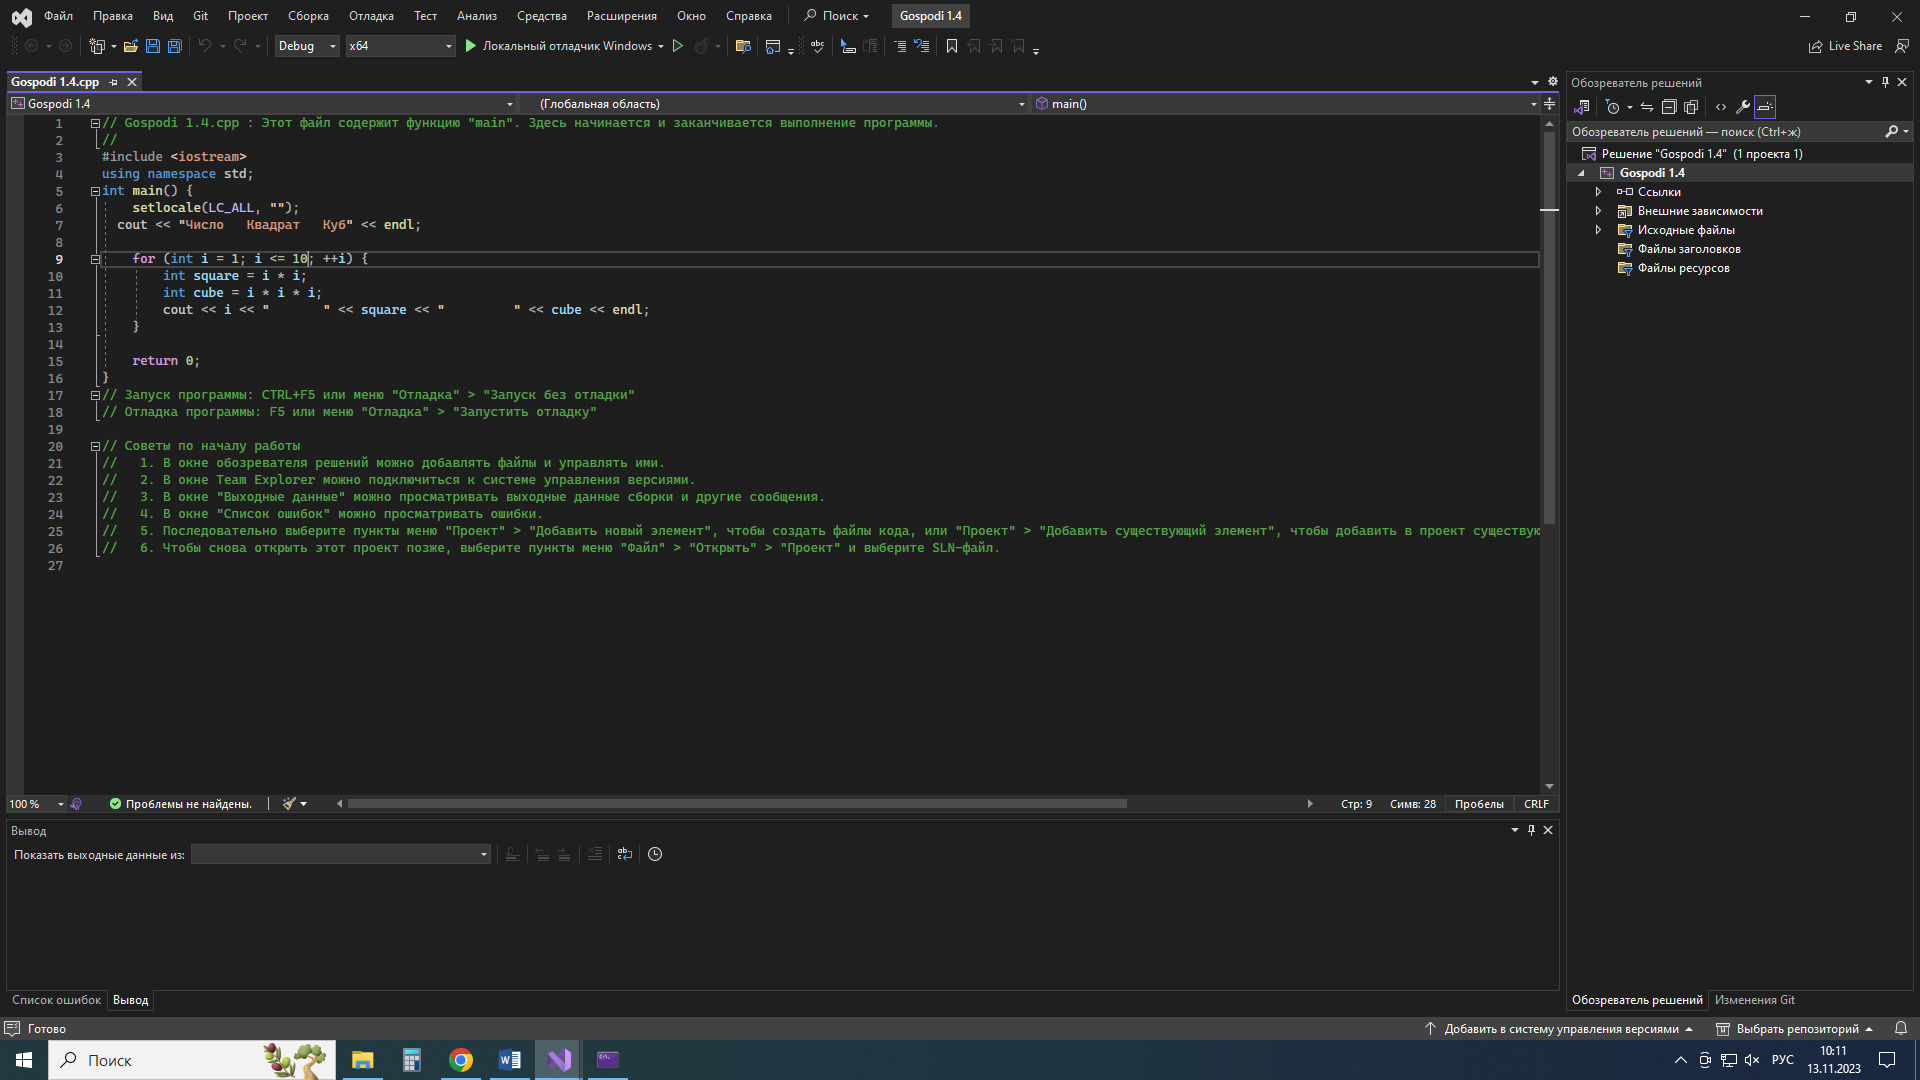 Файл Правка Вид Git Проект Сборка Отладка Тест Анализ Средства Расширения Окно Справка Поиск Gospodi 1.4
Debug x64 Локальный отладчик Windows Live Share
Gospodi 1.4.cpp
Gospodi 1.4 (Глобальная область) main()
1 // Gospodi 1.4.cpp : Этот файл содержит функцию "main". Здесь начинается и заканчивается выполнение программы.
2 //
3 #include <iostream>
4 using namespace std;
5 int main() {
6 setlocale(LC_ALL, "");
7 cout << "Число   Квадрат   Куб" << endl;
8
9 for (int i = 1; i <= 10; ++i) {
10 int square = i * i;
11 int cube = i * i * i;
12 cout << i << "       " << square << "         " << cube << endl;
13 }
14
15 return 0;
16 }
17 // Запуск программы: CTRL+F5 или меню "Отладка" > "Запуск без отладки"
18 // Отладка программы: F5 или меню "Отладка" > "Запустить отладку"
19
20 // Советы по началу работы
21 //   1. В окне обозревателя решений можно добавлять файлы и управлять ими.
22 //   2. В окне Team Explorer можно подключиться к системе управления версиями.
23 //   3. В окне "Выходные данные" можно просматривать выходные данные сборки и другие сообщения.
24 //   4. В окне "Список ошибок" можно просматривать ошибки.
25 //   5. Последовательно выберите пункты меню "Проект" > "Добавить новый элемент", чтобы создать файлы кода, или "Проект" > "Добавить существующий элемент", чтобы добавить в проект существую
26 //   6. Чтобы снова открыть этот проект позже, выберите пункты меню "Файл" > "Открыть" > "Проект" и выберите SLN-файл.
27
100 % Проблемы не найдены. Стр: 9 Симв: 28 Пробелы CRLF
Вывод
Показать выходные данные из:
Список ошибок Вывод
Обозреватель решений
Обозреватель решений — поиск (Ctrl+ж)
Решение "Gospodi 1.4" (1 проекта 1)
Gospodi 1.4
Ссылки
Внешние зависимости
Исходные файлы
Файлы заголовков
Файлы ресурсов
Обозреватель решений Изменения Git
Готово Добавить в систему управления версиями Выбрать репозиторий
Поиск РУС 10:11
13.11.2023